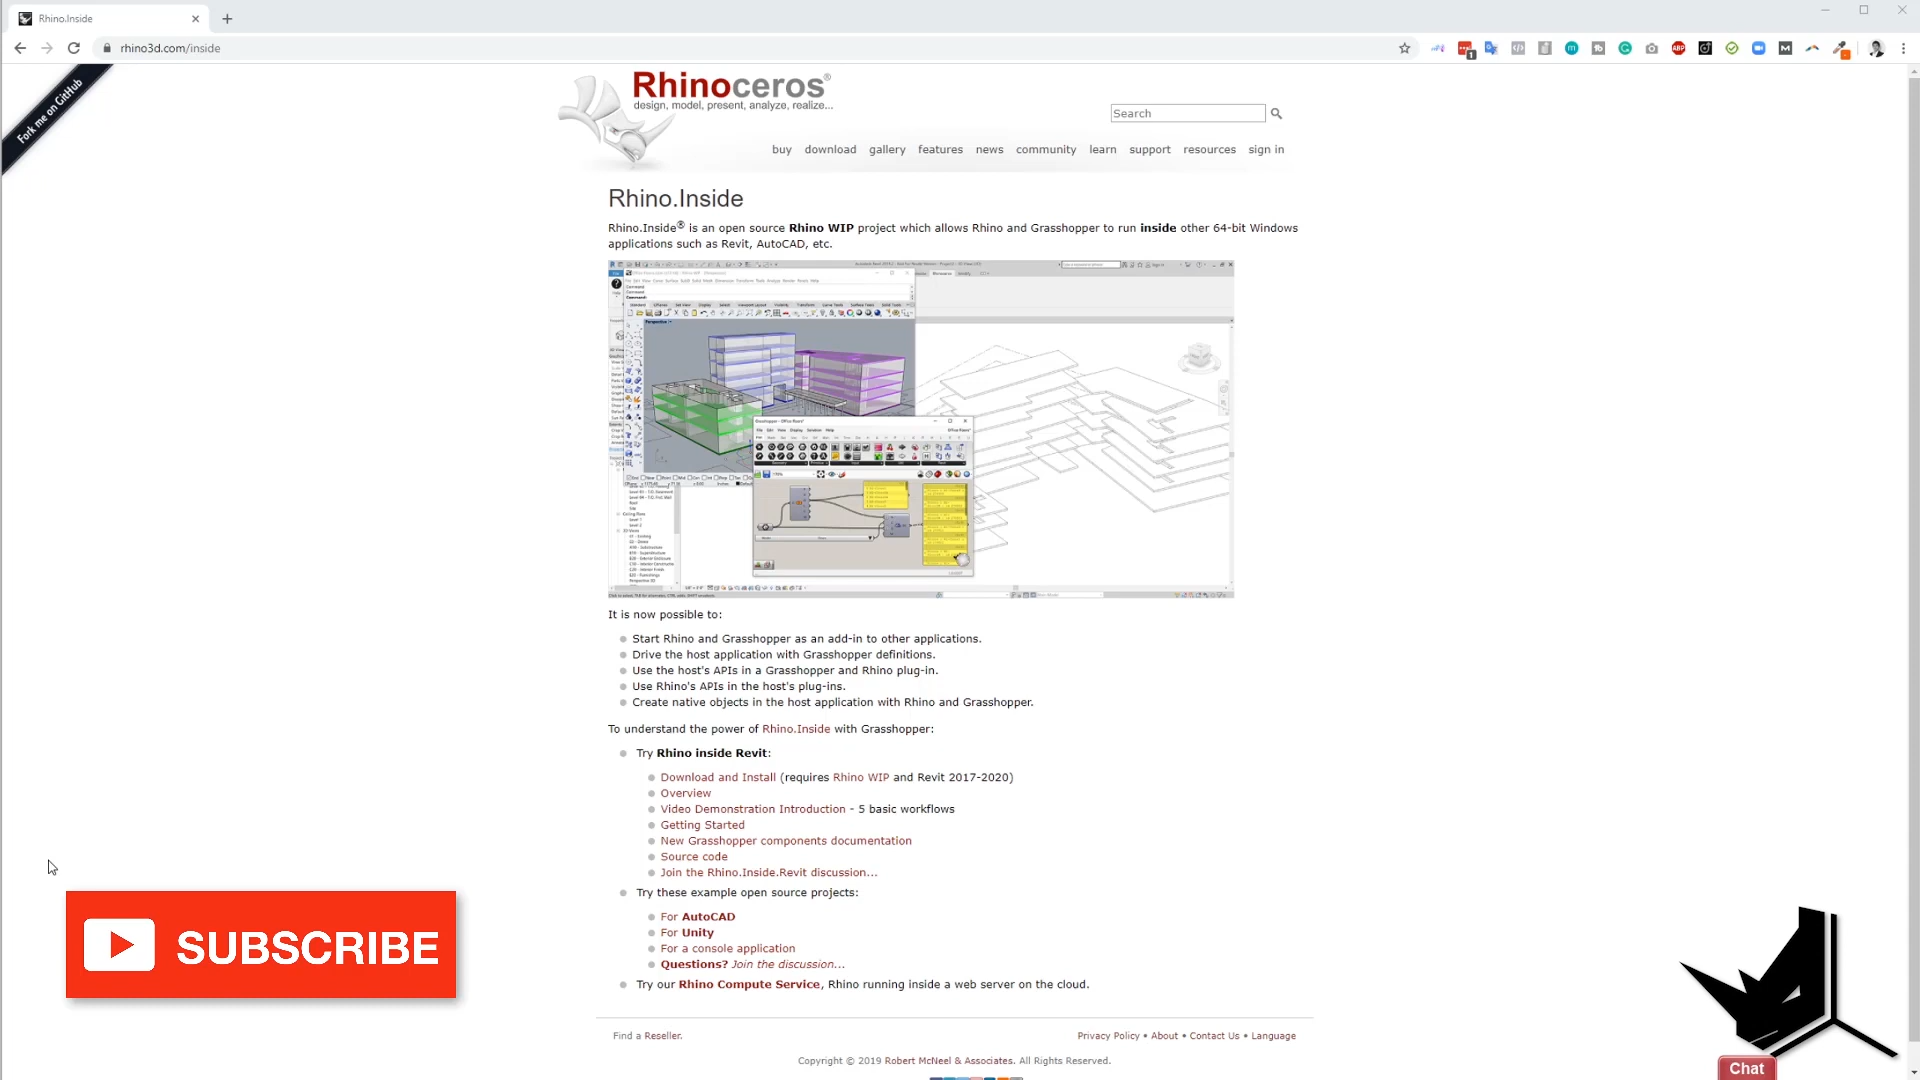 Rhino.Inside
rhino3d.com/inside
Fork me on GitHub
Rhinoceros®
design, model, present, analyze, realize...
Search
buy download gallery features news community learn support resources sign in
Rhino.Inside
Rhino.Inside® is an open source Rhino WIP project which allows Rhino and Grasshopper to run inside other 64-bit Windows
applications such as Revit, AutoCAD, etc.
It is now possible to:
Start Rhino and Grasshopper as an add-in to other applications.
Drive the host application with Grasshopper definitions.
Use the host's APIs in a Grasshopper and Rhino plug-in.
Use Rhino's APIs in the host's plug-ins.
Create native objects in the host application with Rhino and Grasshopper.
To understand the power of Rhino.Inside with Grasshopper:
Try Rhino inside Revit:
Download and Install (requires Rhino WIP and Revit 2017-2020)
Overview
Video Demonstration Introduction - 5 basic workflows
Getting Started
New Grasshopper components documentation
Source code
Join the Rhino.Inside.Revit discussion...
Try these example open source projects:
For AutoCAD
For Unity
For a console application
Questions? Join the discussion...
Try our Rhino Compute Service, Rhino running inside a web server on the cloud.
SUBSCRIBE
Find a Reseller.
Privacy Policy • About • Contact Us • Language
Copyright © 2019 Robert McNeel & Associates. All Rights Reserved.
Chat